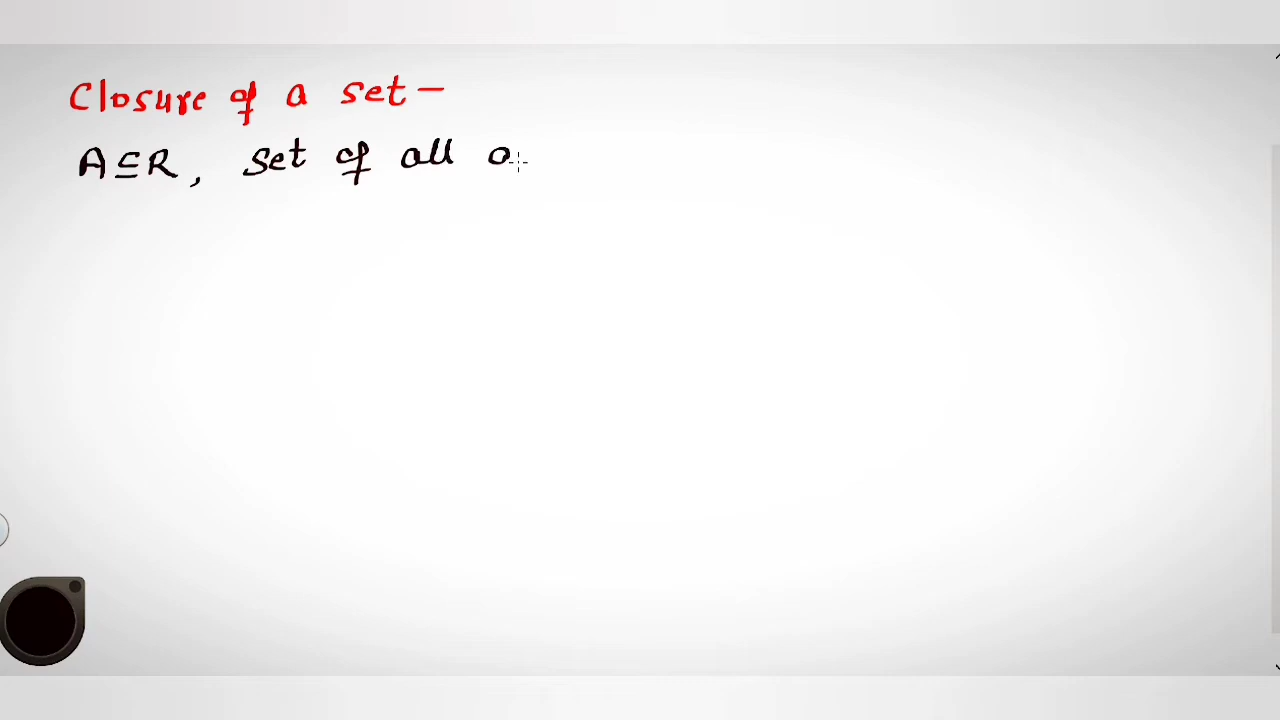 Closure of a set-
A⊆R, Set of all a